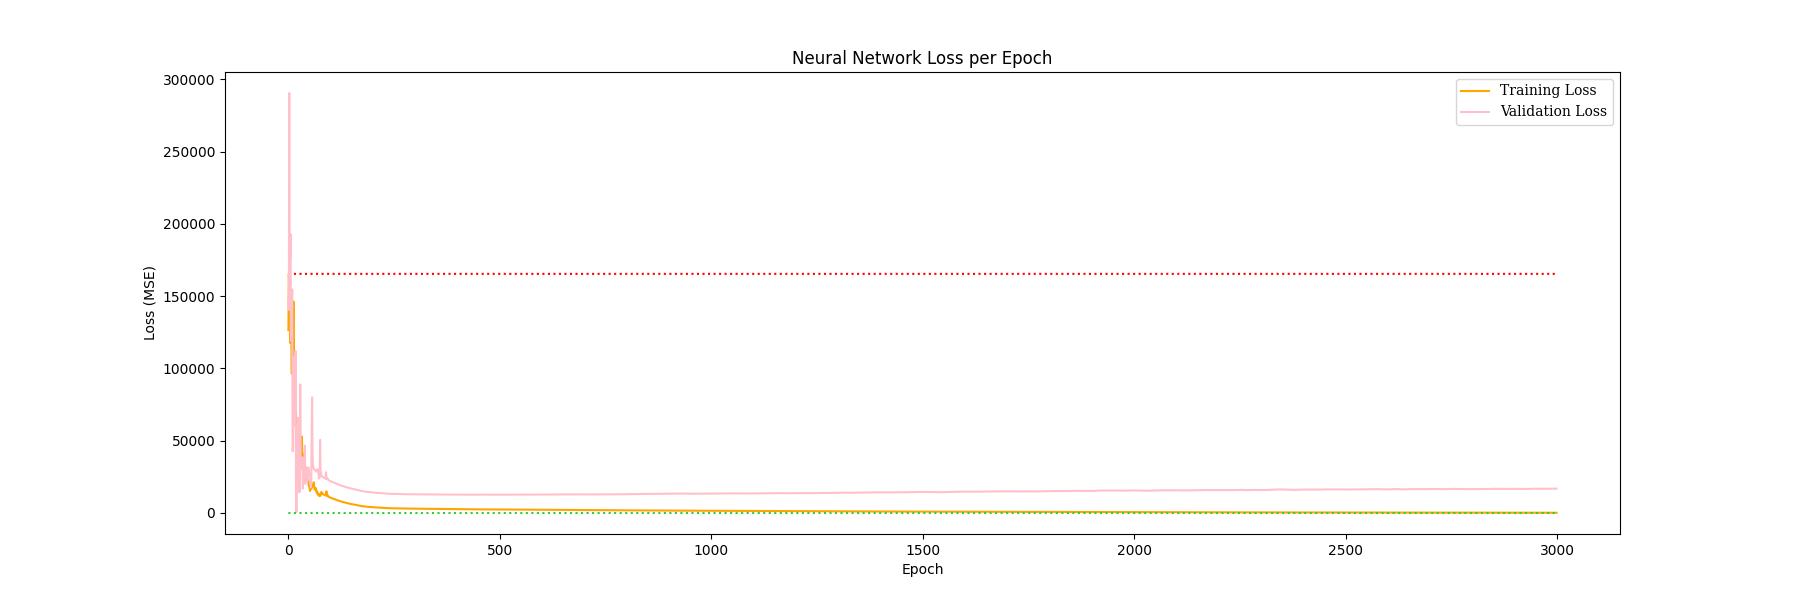 Neural Network Loss per Epoch
300000
250000
200000
150000
100000
50000
0
Loss (MSE)
Training Loss
Validation Loss
0
500
1000
1500
2000
2500
3000
Epoch